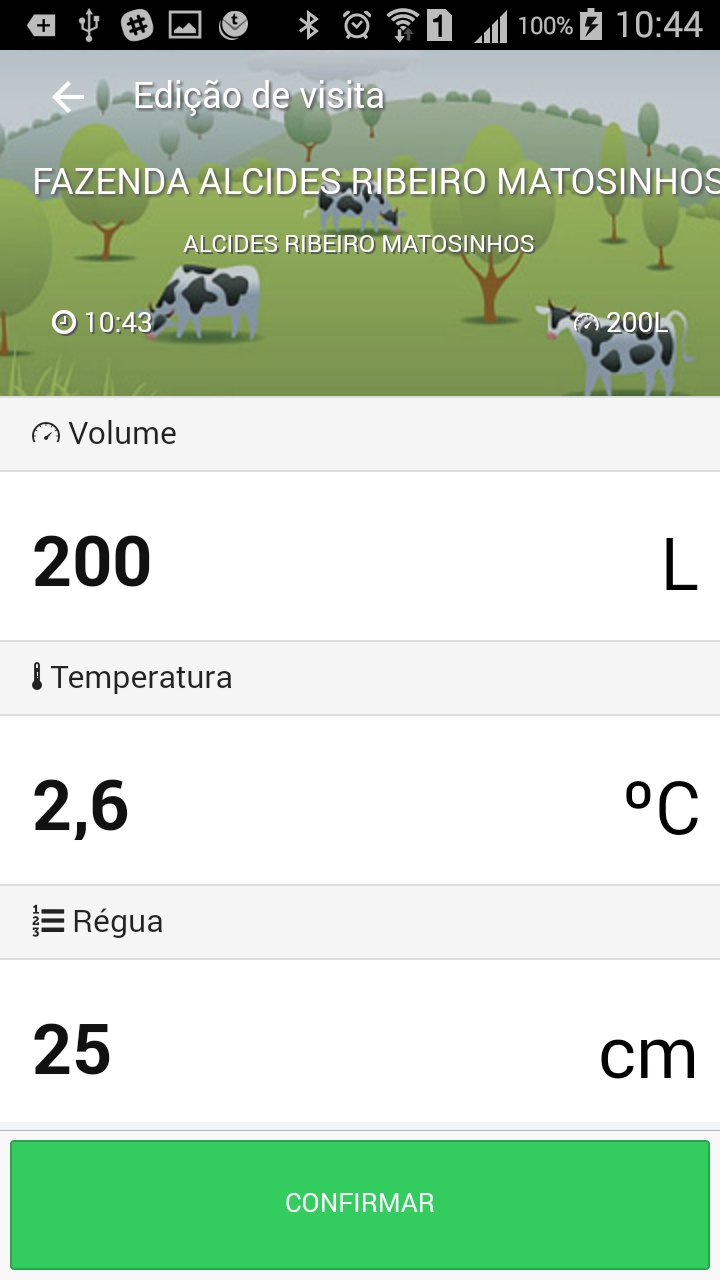 1 100% 10:44
Edição de visita
FAZENDA ALCIDES RIBEIRO MATOSINHOS
ALCIDES RIBEIRO MATOSINHOS
10:43 200L
Volume
200 L
Temperatura
2,6 ºC
Régua
25 cm
CONFIRMAR